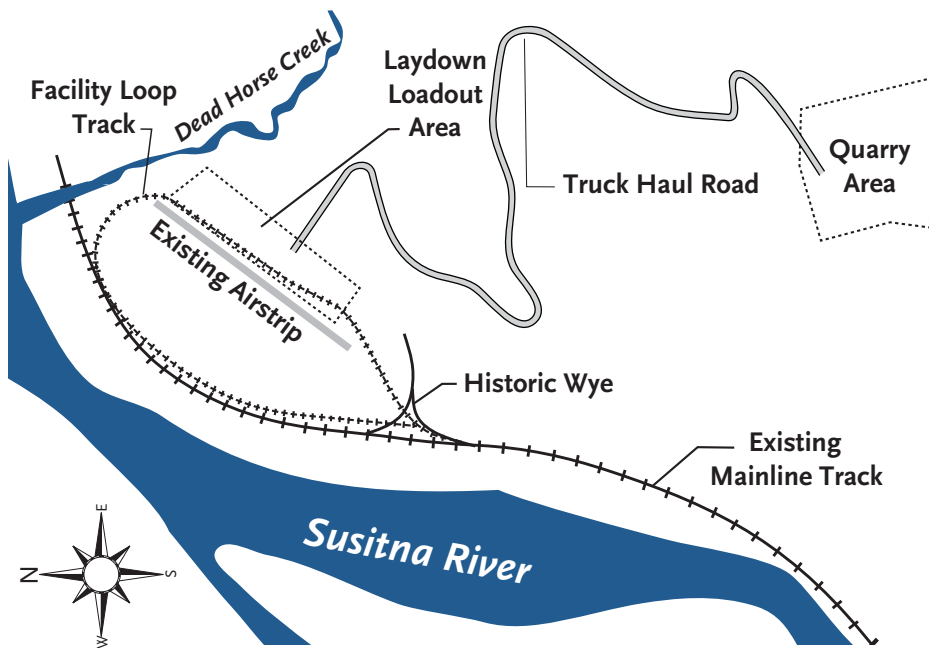 Dead Horse Creek
Facility Loop
Track
Laydown
Loadout
Area
Quarry
Area
Truck Haul Road
Existing Airstrip
Historic Wye
Existing
Mainline Track
Susitna River
E
N
S
W